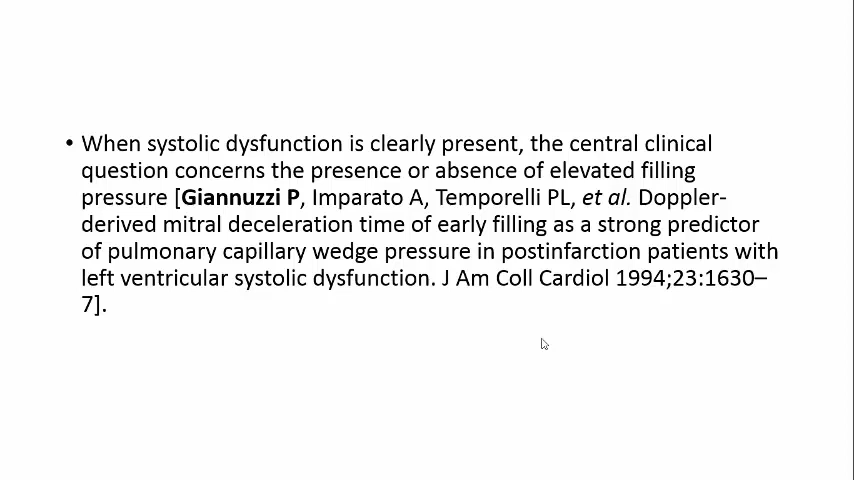 • When systolic dysfunction is clearly present, the central clinical
question concerns the presence or absence of elevated filling
pressure [Giannuzzi P, Imparato A, Temporelli PL, et al. Doppler-
derived mitral deceleration time of early filling as a strong predictor
of pulmonary capillary wedge pressure in postinfarction patients with
left ventricular systolic dysfunction. J Am Coll Cardiol 1994;23:1630–
7].